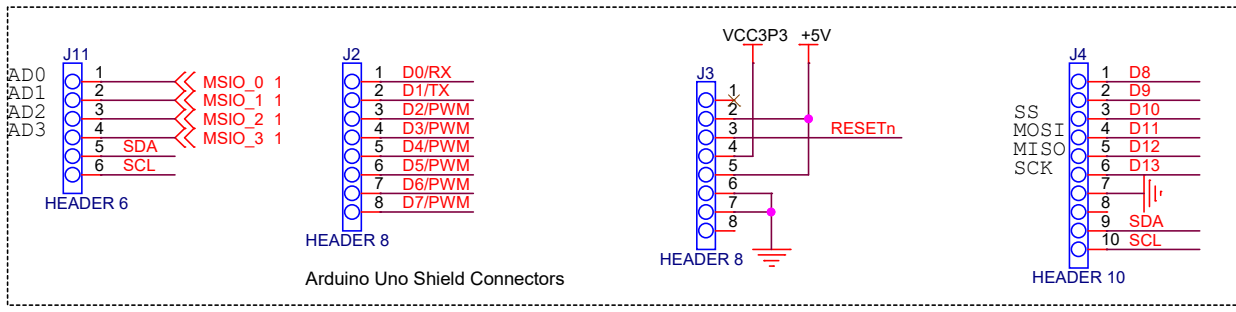 J11
AD0 1 MSIO_0 1
AD1 2 MSIO_1 1
AD2 3 MSIO_2 1
AD3 4 MSIO_3 1
5 SDA
6 SCL
HEADER 6
J2
1 D0/RX
2 D1/TX
3 D2/PWM
4 D3/PWM
5 D4/PWM
6 D5/PWM
7 D6/PWM
8 D7/PWM
HEADER 8
Arduino Uno Shield Connectors
VCC3P3 +5V
J3
1
2
3 RESETn
4
5
6
7
8
HEADER 8
J4
1 D8
2 D9
SS 3 D10
MOSI 4 D11
MISO 5 D12
SCK 6 D13
7 r
8
9 SDA
10 SCL
HEADER 10